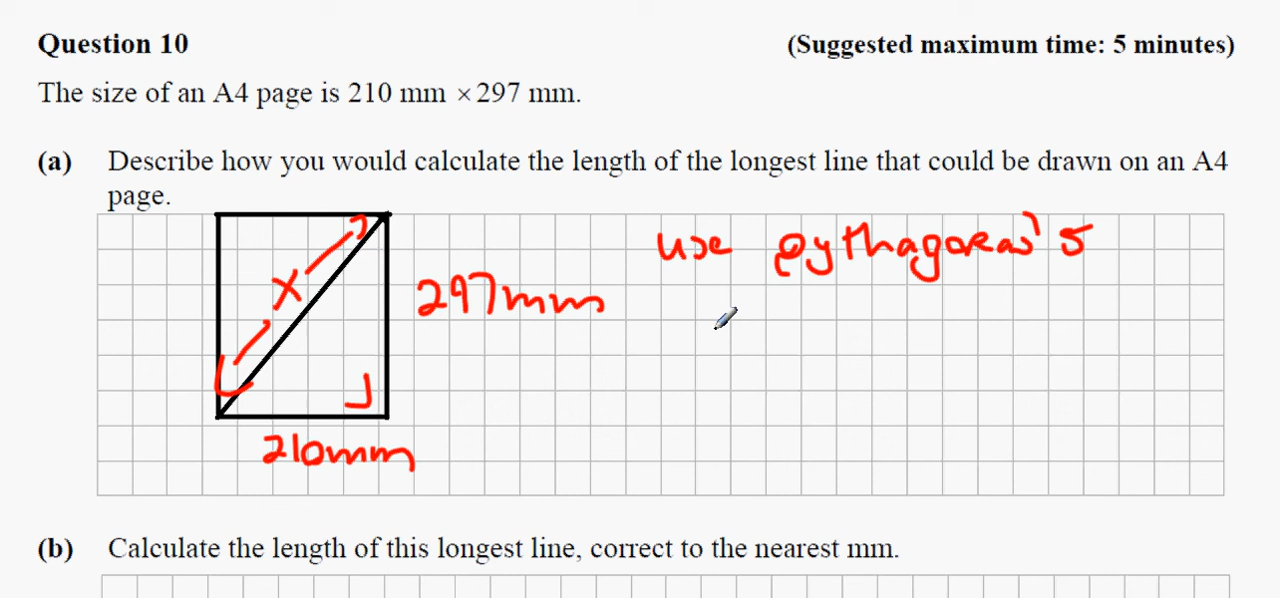 Question 10
(Suggested maximum time: 5 minutes)
The size of an A4 page is 210 mm × 297 mm.
(a) Describe how you would calculate the length of the longest line that could be drawn on an A4
page.
use pythagoreas's
X
297mm
210mm
(b) Calculate the length of this longest line, correct to the nearest mm.